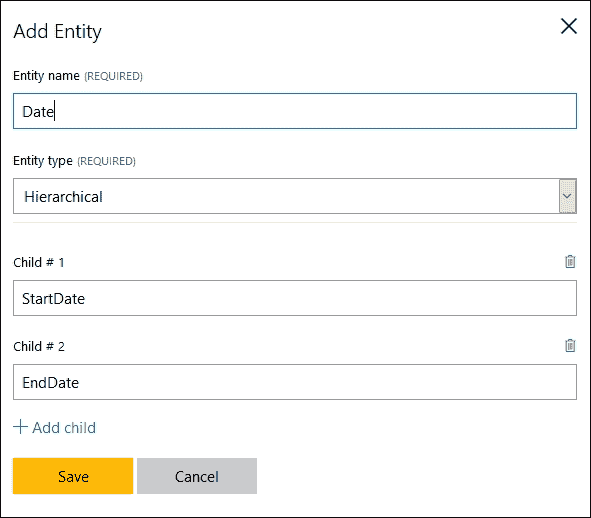 Add Entity
Entity name (REQUIRED)
Date
Entity type (REQUIRED)
Hierarchical
Child # 1
StartDate
Child # 2
EndDate
Add child
Save Cancel